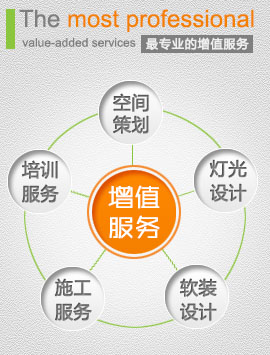 The most professional
value-added services 最专业的增值服务
空间
策划
培训
服务
灯光
设计
增值
服务
施工
服务
软装
设计